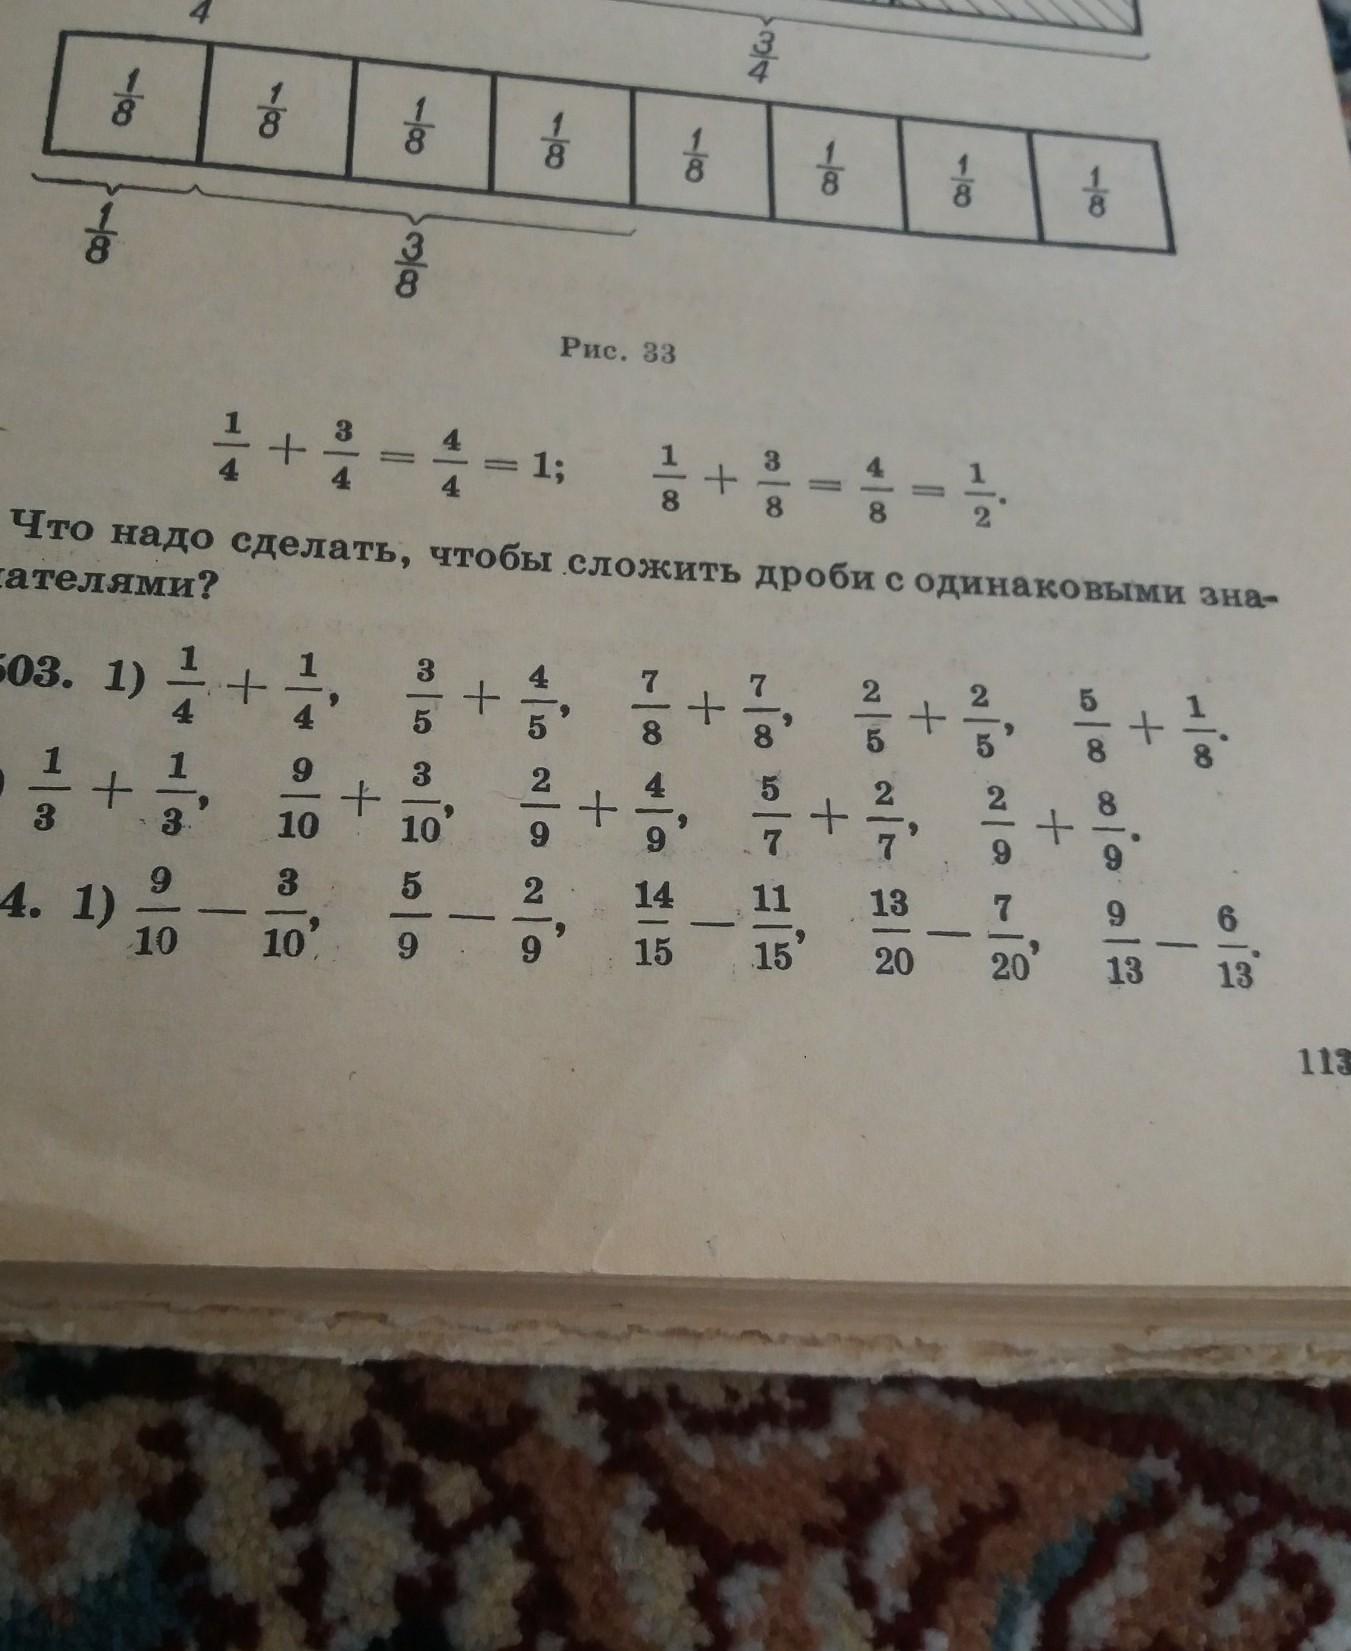 4
3/4
1/8 1/8 1/8 1/8 1/8 1/8 1/8 1/8
1/8 3/8
Рис. 33
1/4 + 3/4 = 4/4 = 1; 1/8 + 3/8 = 4/8 = 1/2.
Что надо сделать, чтобы сложить дроби с одинаковыми зна-
ателями?
03. 1) 1/4 + 1/4, 3/5 + 4/5, 7/8 + 7/8, 2/5 + 2/5, 5/8 + 1/8.
) 1/3 + 1/3, 9/10 + 3/10, 2/9 + 4/9, 5/7 + 2/7, 2/9 + 8/9.
4. 1) 9/10 − 3/10, 5/9 − 2/9, 14/15 − 11/15, 13/20 − 7/20, 9/13 − 6/13.
113